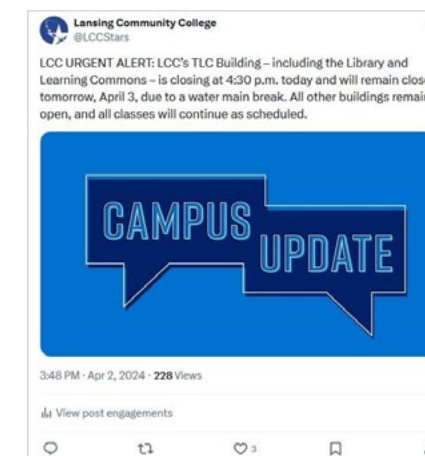 Lansing Community College
@LCCStars
LCC URGENT ALERT: LCC's TLC Building – including the Library and
Learning Commons – is closing at 4:30 p.m. today and will remain
tomorrow, April 3, due to a water main break. All other buildings
open, and all classes will continue as scheduled.
CAMPUS
UPDATE
3:48 PM · Apr 2, 2024 · 228 Views
View post engagements
3